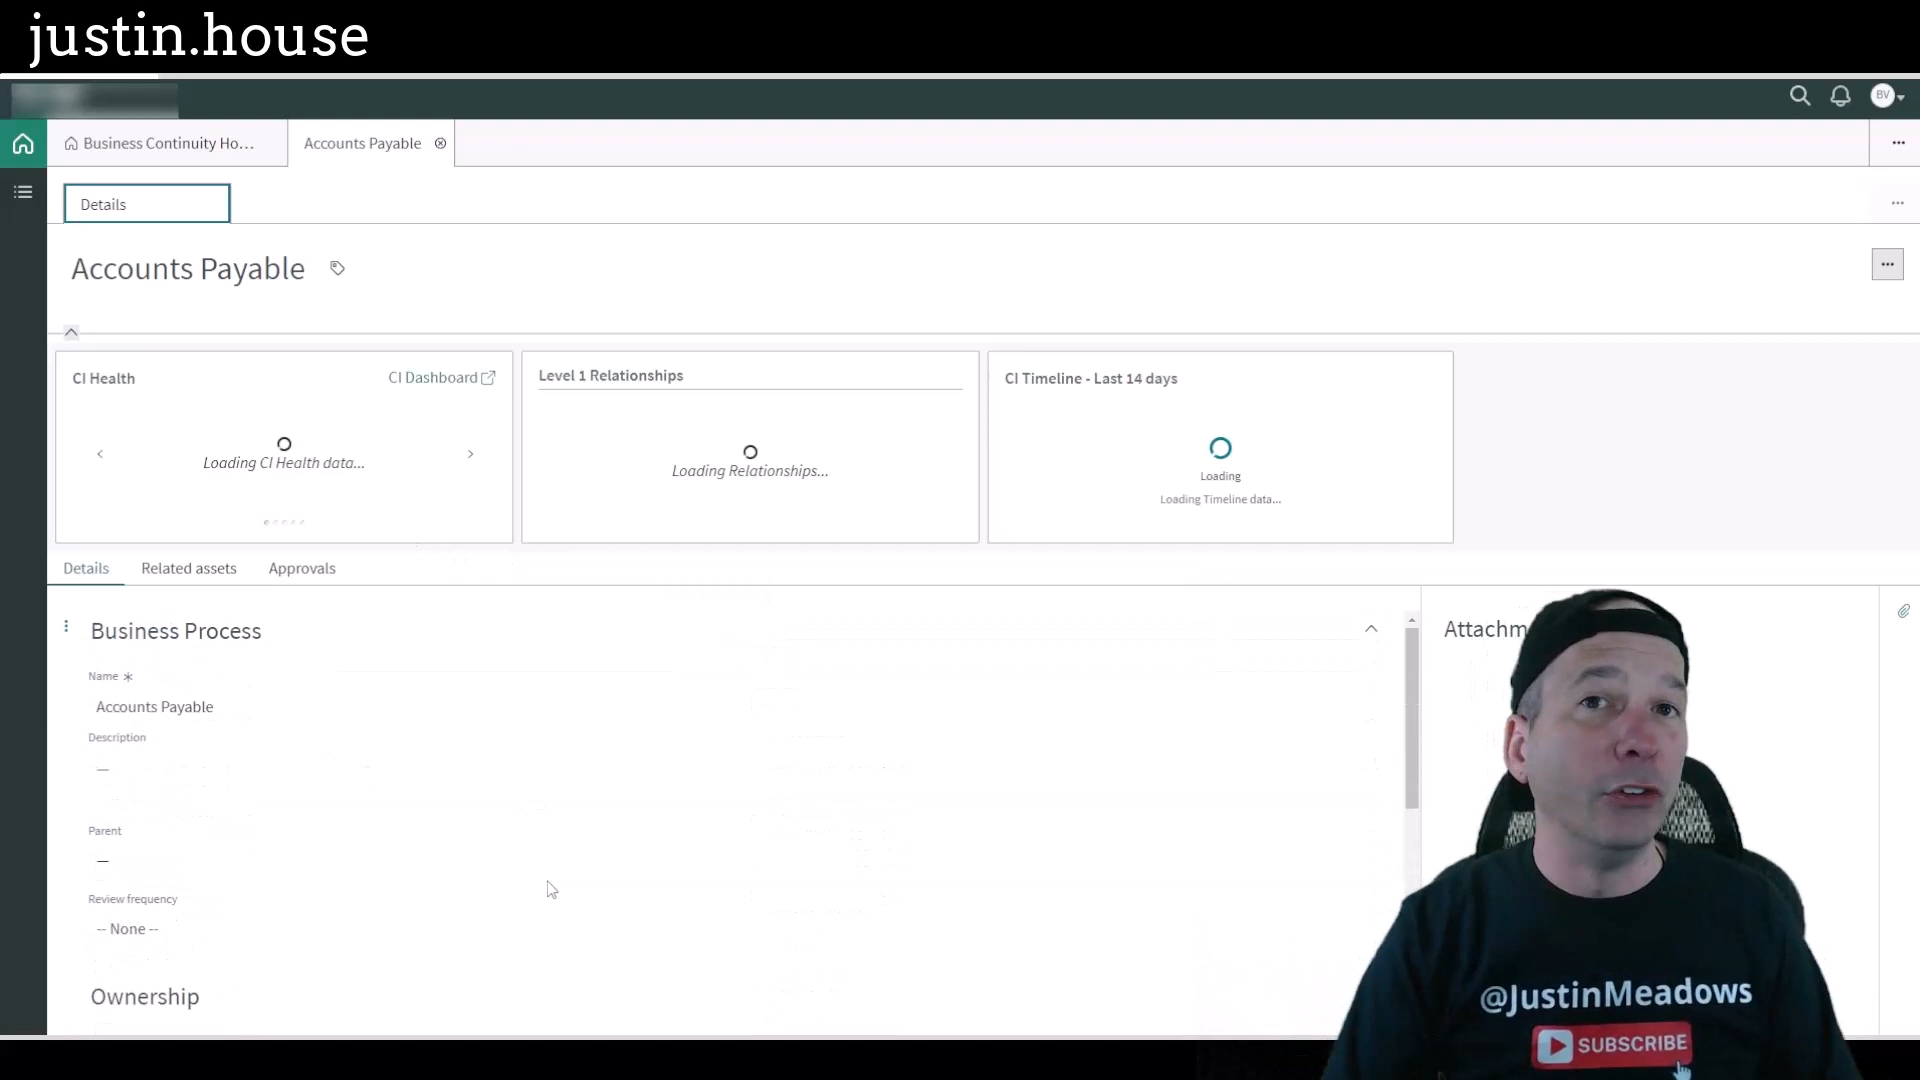 justin.house
BV
Business Continuity Ho...
Accounts Payable
...
Details
...
Accounts Payable
...
CI Health
CI Dashboard
Loading CI Health data...
Level 1 Relationships
Loading Relationships...
CI Timeline - Last 14 days
Loading
Loading Timeline data...
Details
Related assets
Approvals
Business Process
Name *
Accounts Payable
Description
—
Parent
—
Review frequency
-- None --
Ownership
Attachm
@JustinMeadows
SUBSCRIBE